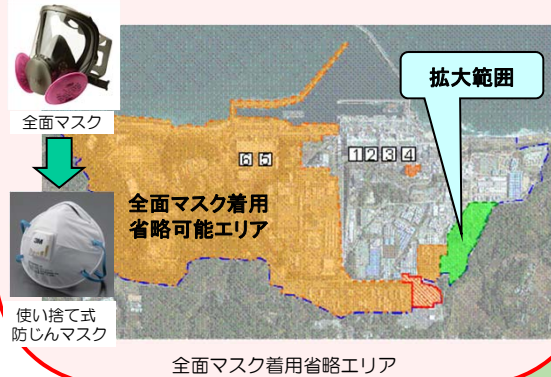 全面マスク
拡大範囲
6 5
1 2 3 4
全面マスク着用
省略可能エリア
3M
使い捨て式
防じんマスク
全面マスク着用省略エリア